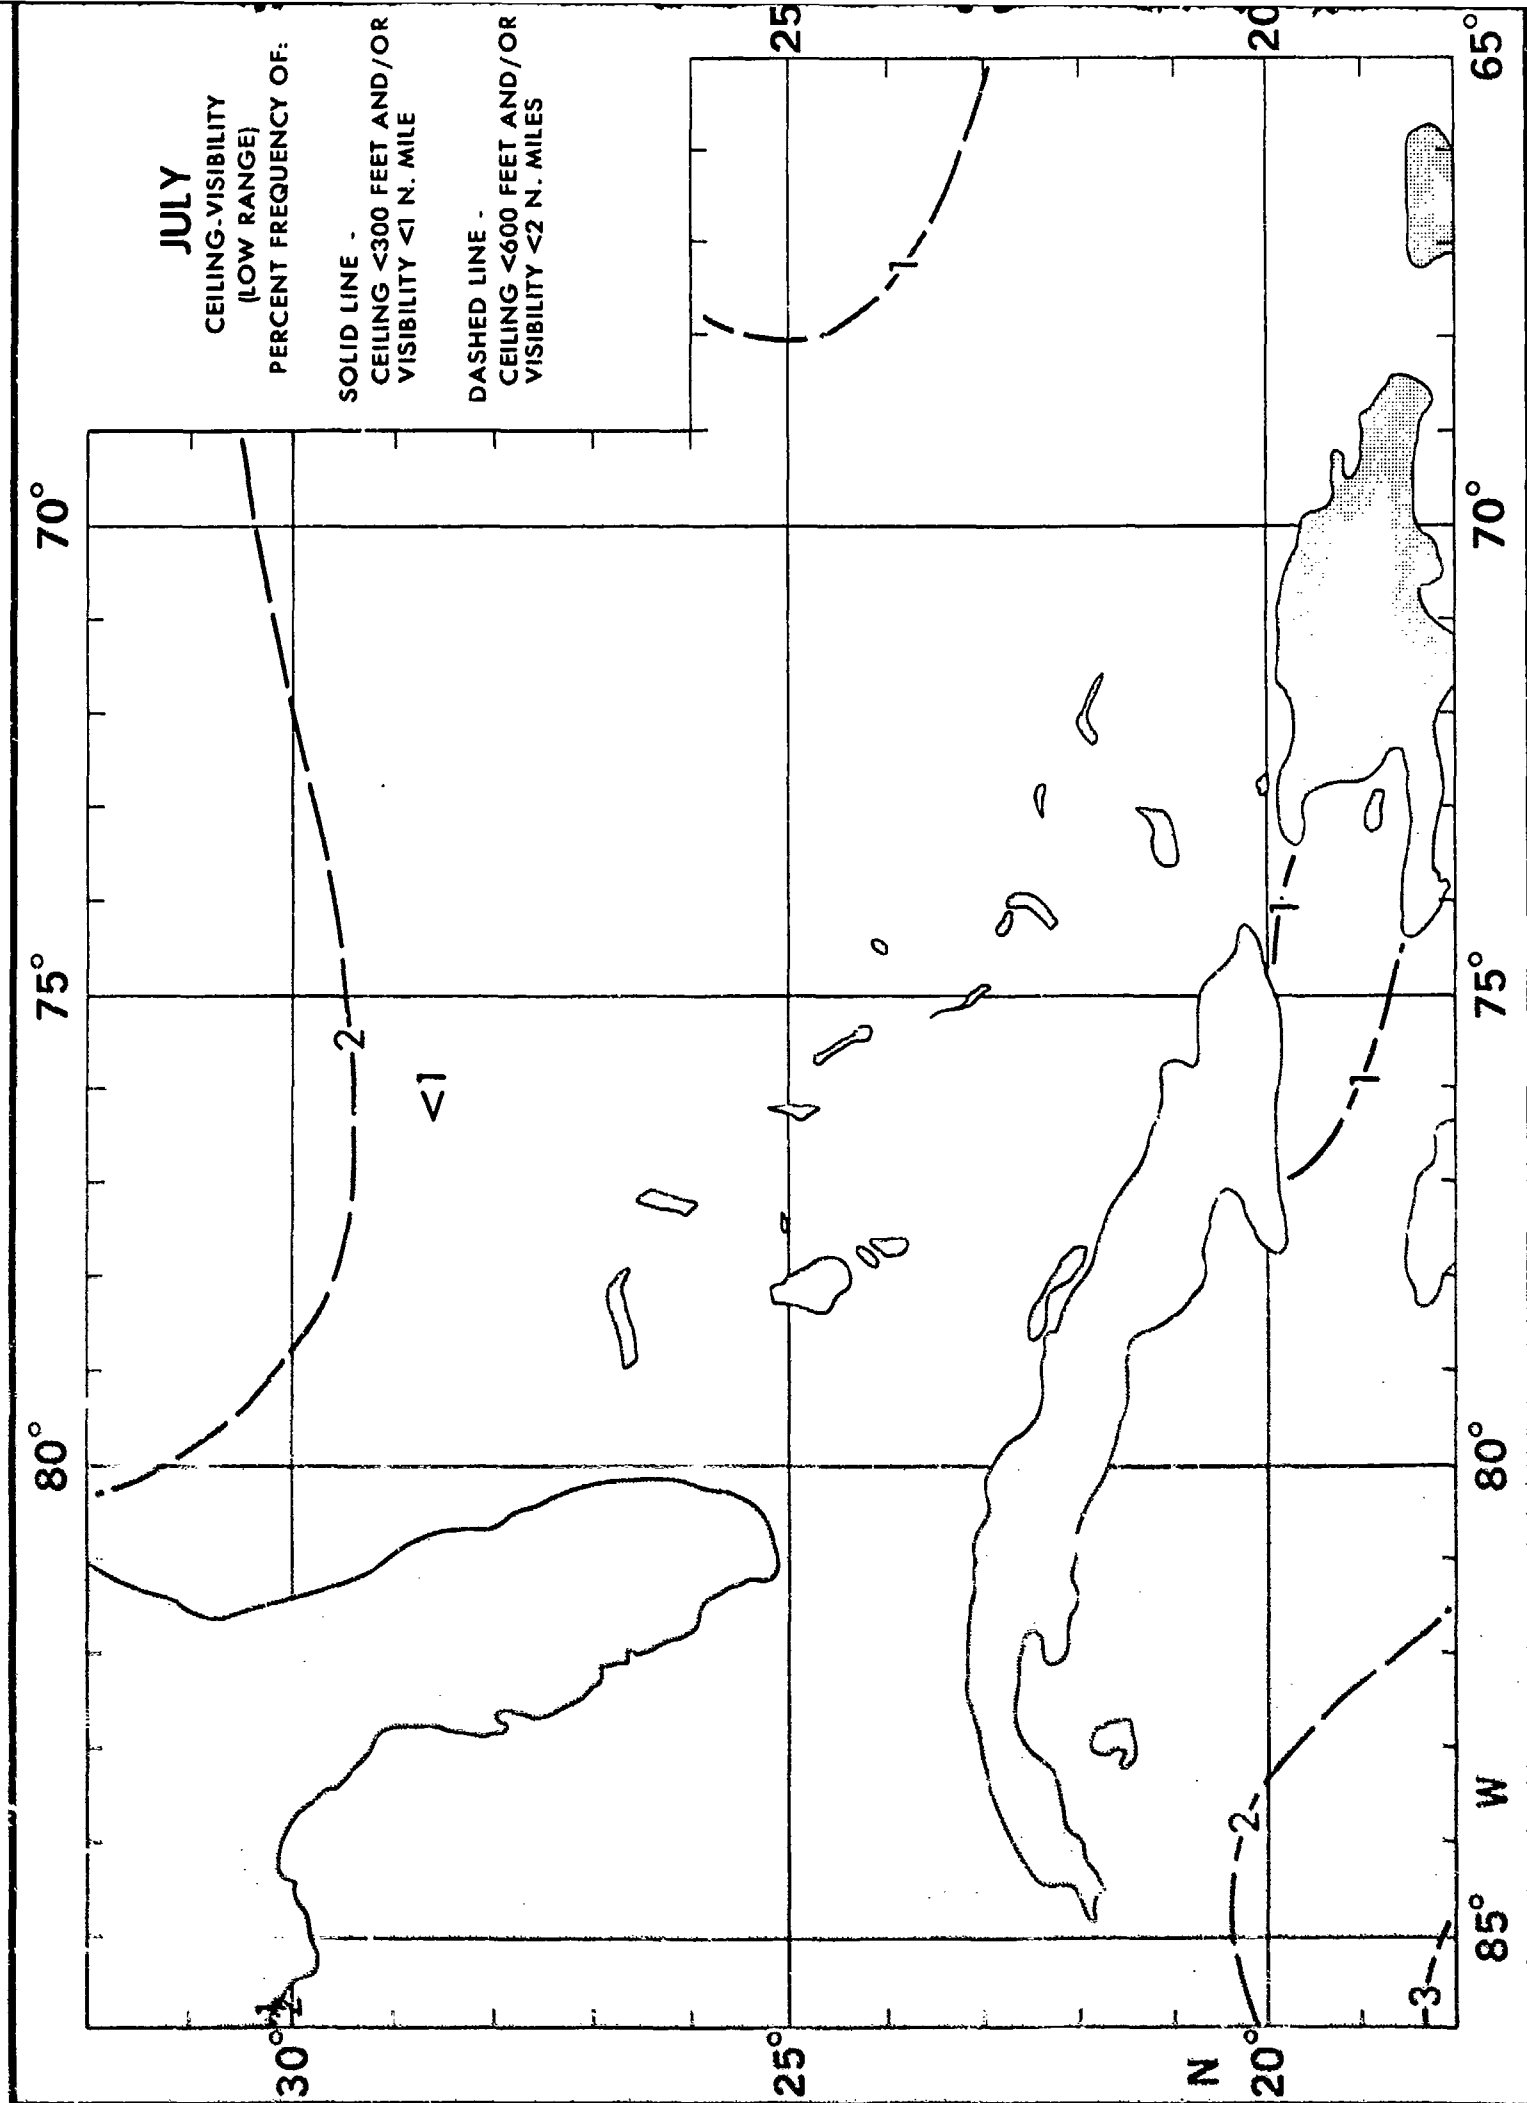 JULY
CEILING-VISIBILITY
(LOW RANGE)
PERCENT FREQUENCY OF:
SOLID LINE -
CEILING <300 FEET AND/OR
VISIBILITY <1 N. MILE
DASHED LINE -
CEILING <600 FEET AND/OR
VISIBILITY <2 N. MILES
80°
75°
70°
30°
2
<1
25°
25
1
N
20°
20
2
1
1
3
85°
W
80°
75°
70°
65°